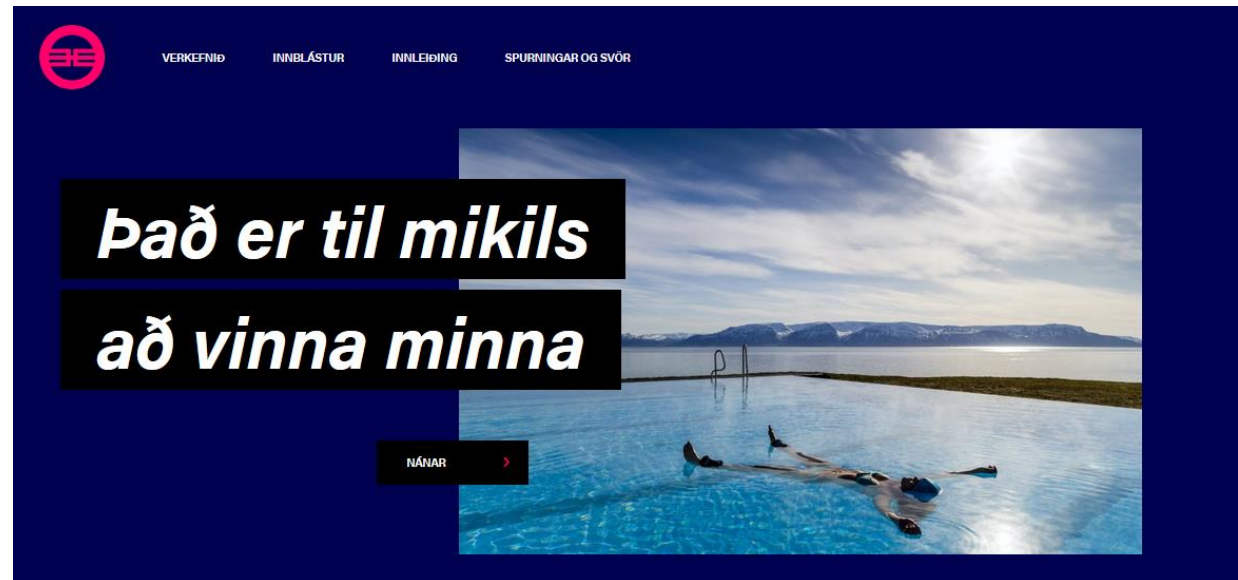 VERKEFNIÐ
INNBLÁSTUR
INNLEIÐING
SPURNINGAR OG SVÖR
Það er til mikils
að vinna minna
NÁNAR